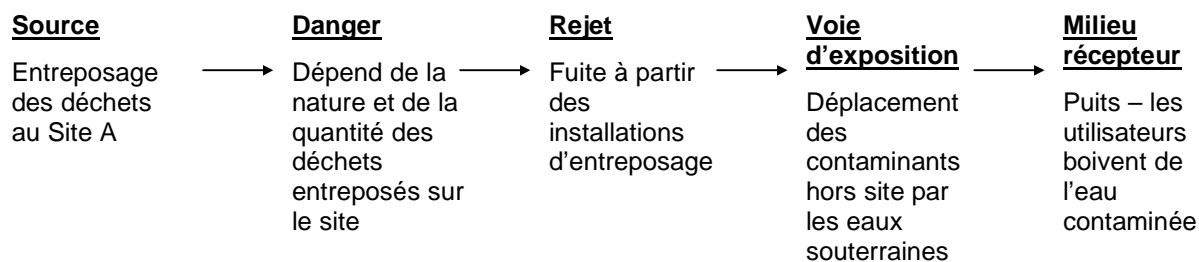 Source
Entreposage
des déchets
au Site A
Danger
Dépend de la
nature et de la
quantité des
déchets
entreposés sur
le site
Rejet
Fuite à partir
des
installations
d'entreposage
Voie
d'exposition
Déplacement
des
contaminants
hors site par
les eaux
souterraines
Milieu
récepteur
Puits – les
utilisateurs
boivent de
l'eau
contaminée